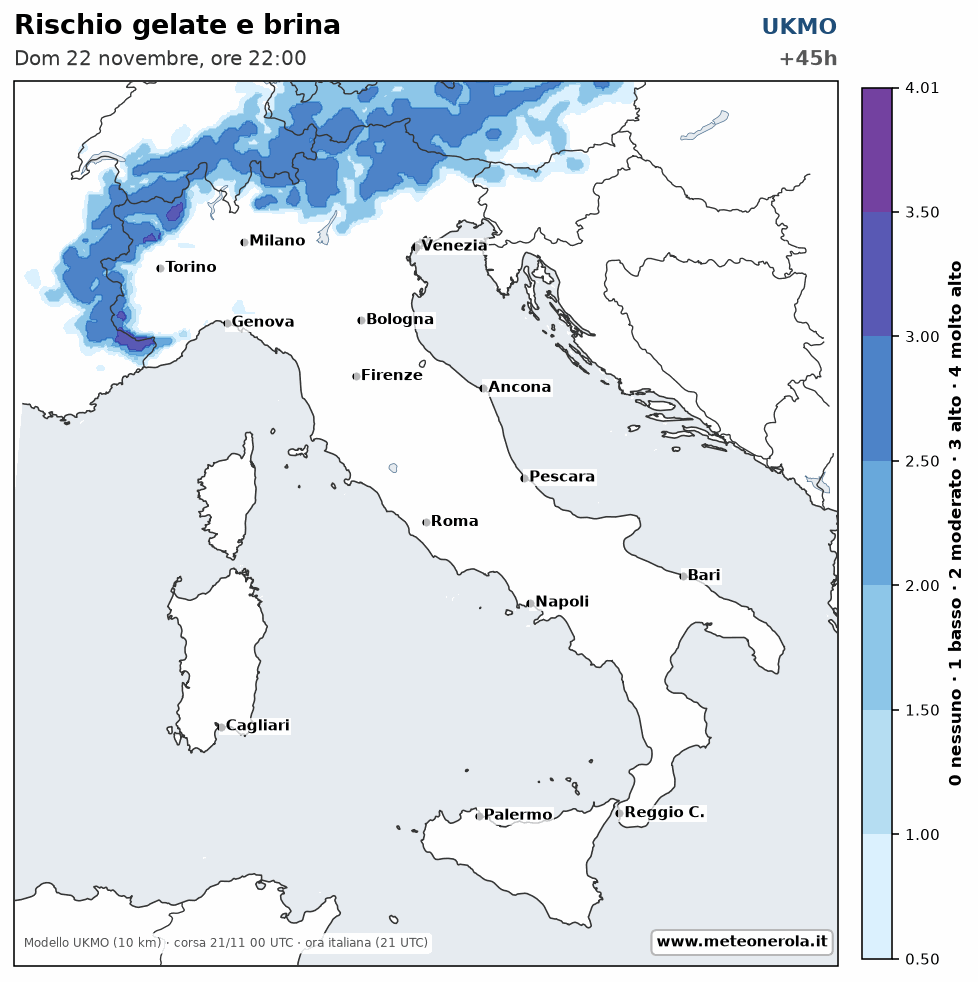 Rischio gelate e brina
UKMO
Dom 22 novembre, ore 22:00
+45h
4.01
3.50
3.00
2.50
2.00
1.50
1.00
0.50
0 nessuno · 1 basso · 2 moderato · 3 alto · 4 molto alto
Milano
Venezia
Torino
Genova
Bologna
Firenze
Ancona
Pescara
Roma
Bari
Napoli
Cagliari
Palermo
Reggio C.
Modello UKMO (10 km) · corsa 21/11 00 UTC · ora italiana (21 UTC)
www.meteonerola.it